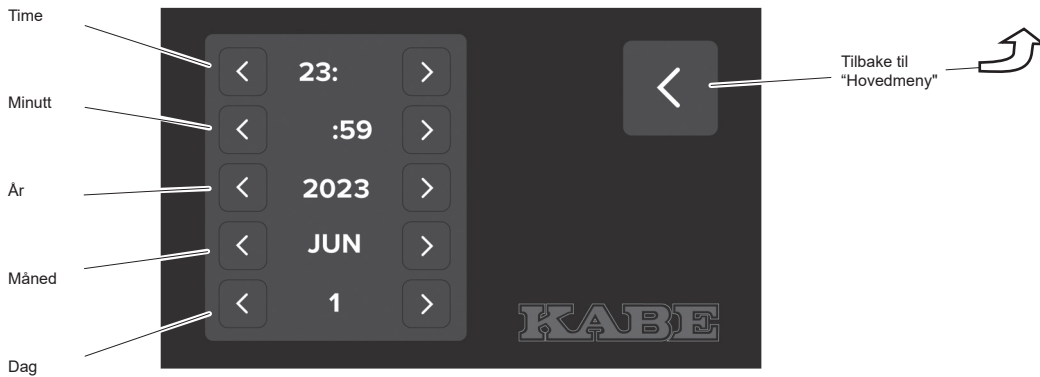 Time
23:
Minutt
:59
År
2023
Måned
JUN
Dag
1
Tilbake til
“Hovedmeny"
KABE